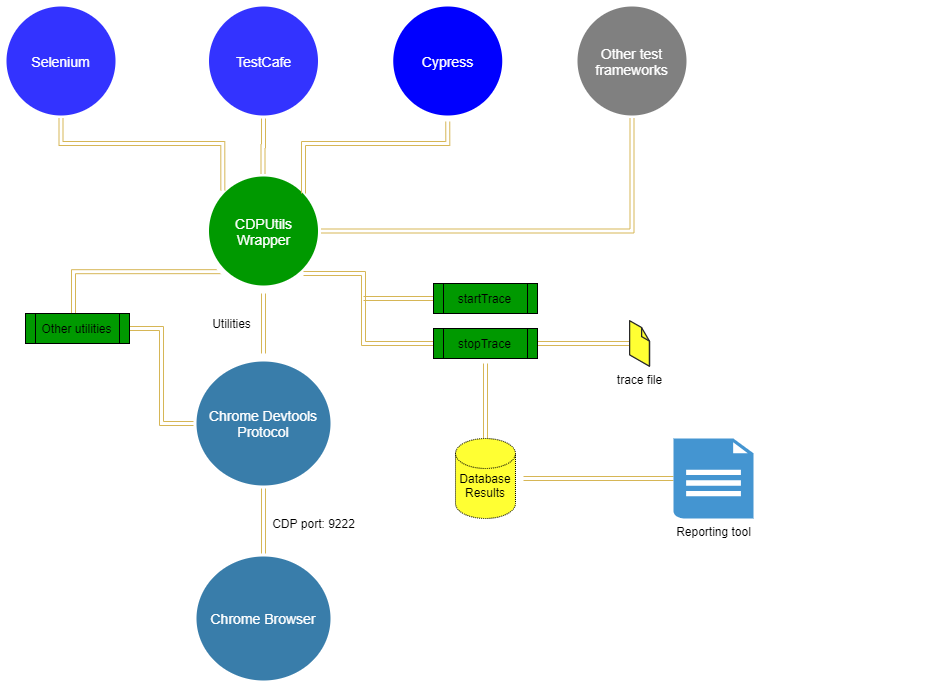 Selenium
TestCafe
Cypress
Other test
frameworks
CDPUtils
Wrapper
startTrace
Utilities
Other utilities
stopTrace
trace file
Chrome Devtools
Protocol
Database
Results
CDP port: 9222
Reporting tool
Chrome Browser